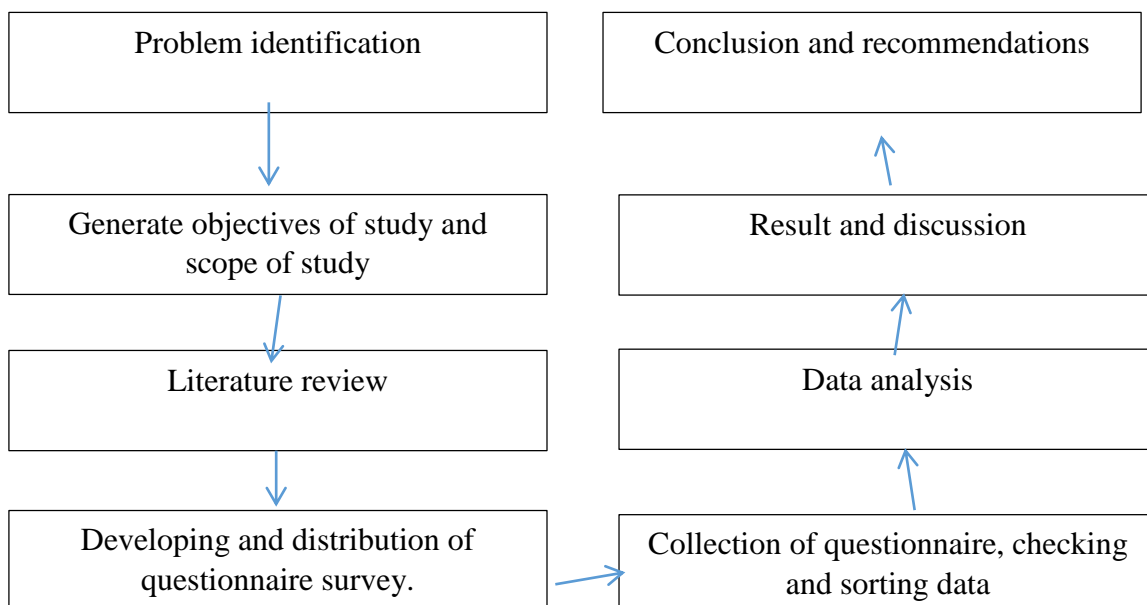 Problem identification
Generate objectives of study and
scope of study
Literature review
Developing and distribution of
questionnaire survey.
Collection of questionnaire, checking
and sorting data
Data analysis
Result and discussion
Conclusion and recommendations